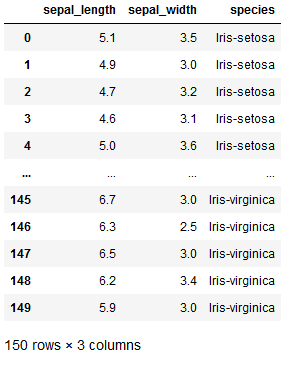 sepal_length sepal_width species
0 5.1 3.5 Iris-setosa
1 4.9 3.0 Iris-setosa
2 4.7 3.2 Iris-setosa
3 4.6 3.1 Iris-setosa
4 5.0 3.6 Iris-setosa
... ... ... ...
145 6.7 3.0 Iris-virginica
146 6.3 2.5 Iris-virginica
147 6.5 3.0 Iris-virginica
148 6.2 3.4 Iris-virginica
149 5.9 3.0 Iris-virginica
150 rows × 3 columns